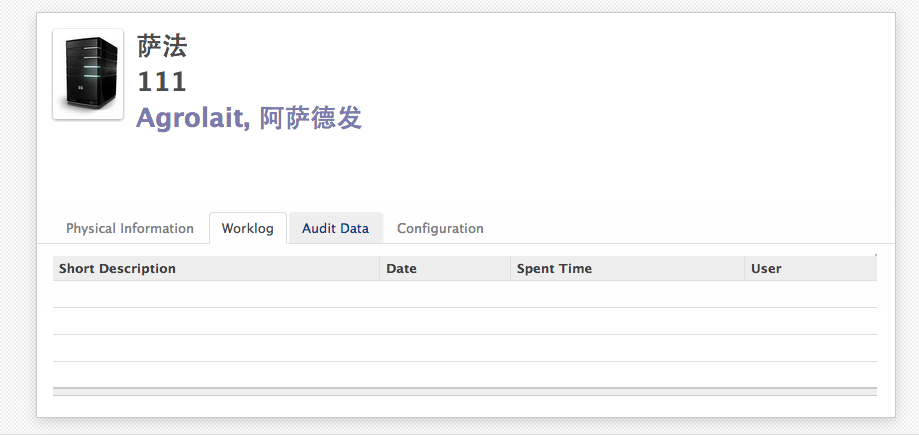 萨法
111
Agrolait, 阿萨德发
Physical Information Worklog Audit Data Configuration
Short Description Date Spent Time User